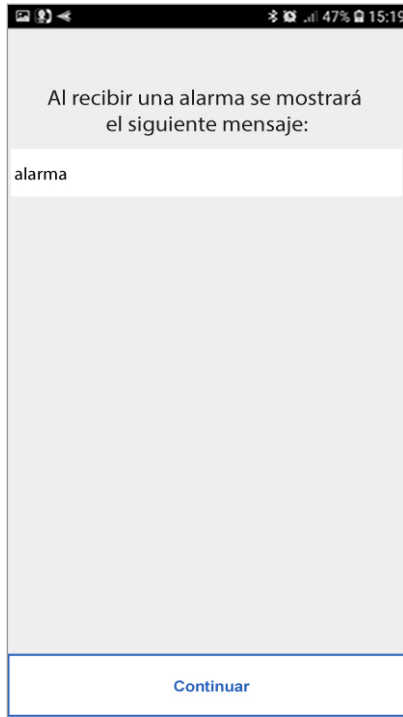 47% 15:19
Al recibir una alarma se mostrará
el siguiente mensaje:
alarma
Continuar